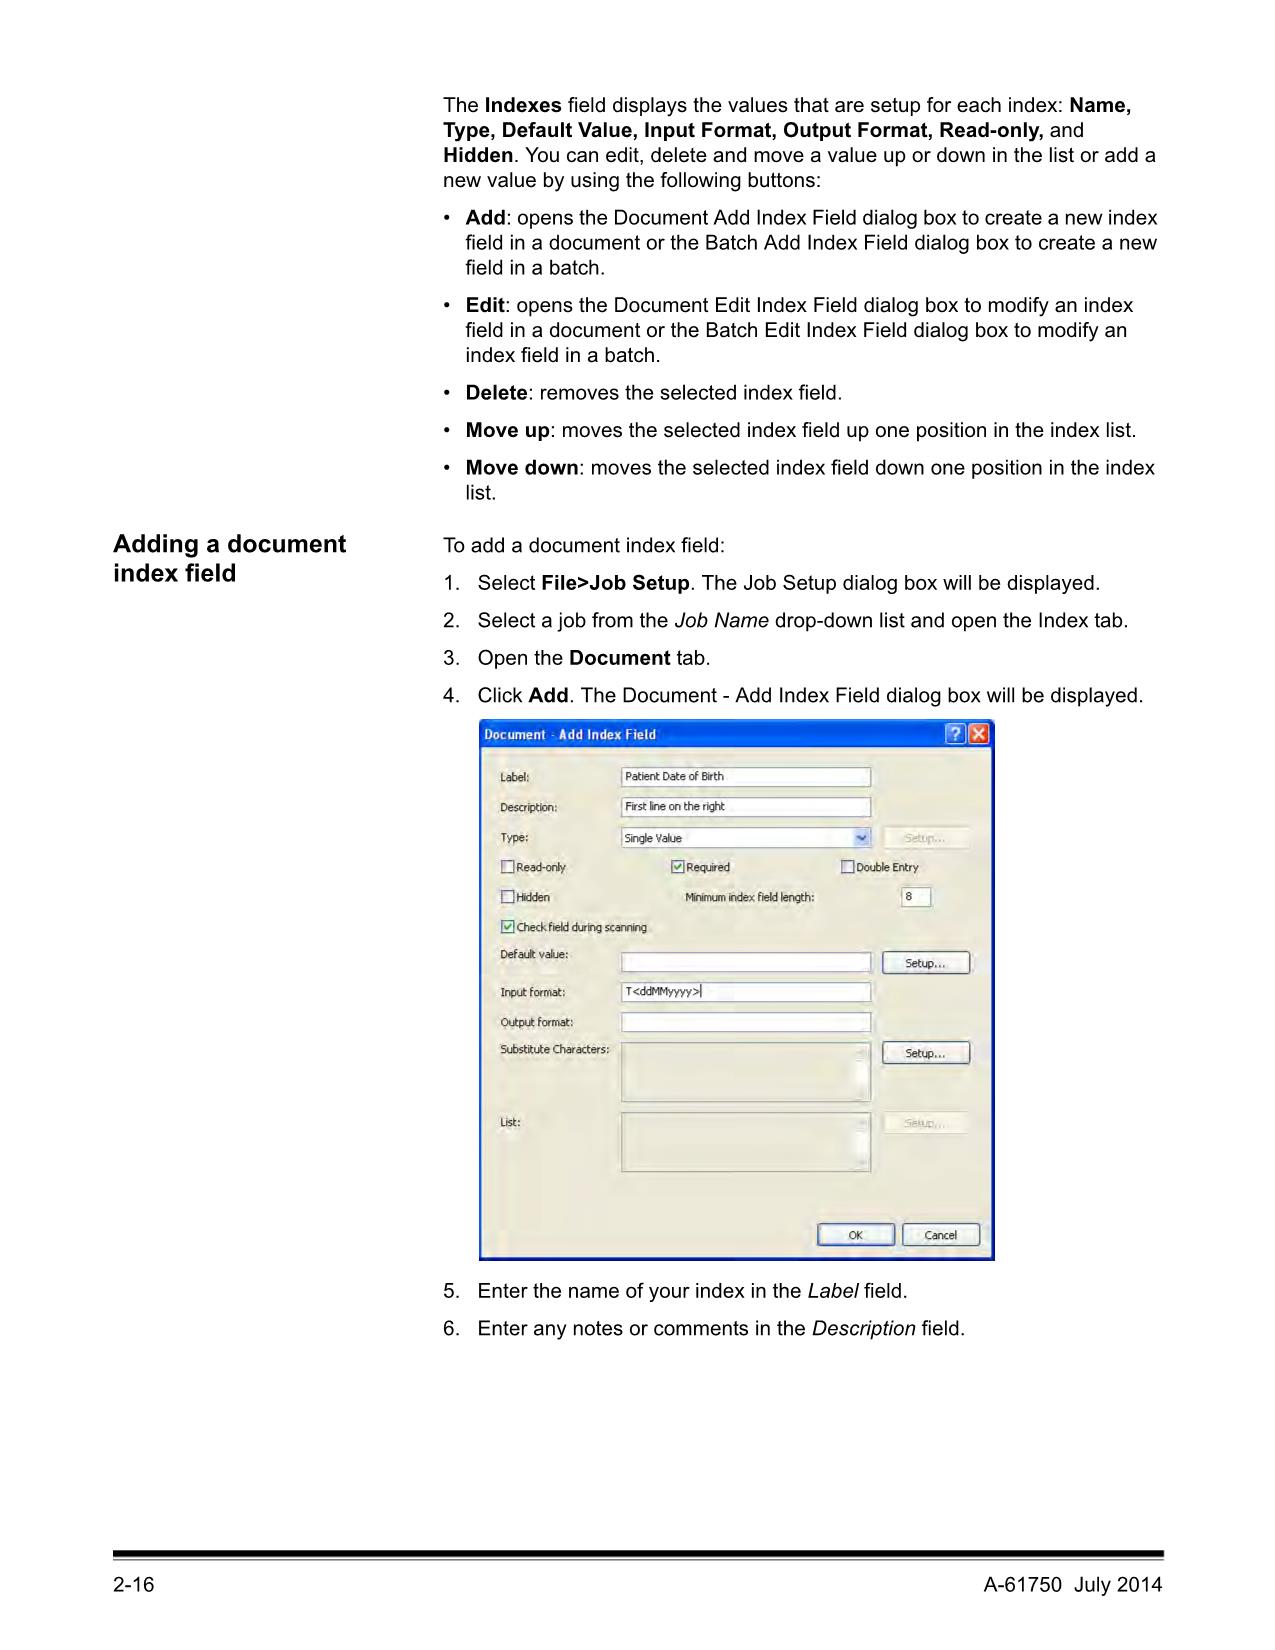 The Indexes field displays the values that are setup for each index: Name,
Type, Default Value, Input Format, Output Format, Read-only, and
Hidden. You can edit, delete and move a value up or down in the list or add a
new value by using the following buttons:
• Add: opens the Document Add Index Field dialog box to create a new index
field in a document or the Batch Add Index Field dialog box to create a new
field in a batch.
• Edit: opens the Document Edit Index Field dialog box to modify an index
field in a document or the Batch Edit Index Field dialog box to modify an
index field in a batch.
• Delete: removes the selected index field.
• Move up: moves the selected index field up one position in the index list.
• Move down: moves the selected index field down one position in the index
list.
Adding a document
index field
To add a document index field:
1. Select File>Job Setup. The Job Setup dialog box will be displayed.
2. Select a job from the Job Name drop-down list and open the Index tab.
3. Open the Document tab.
4. Click Add. The Document - Add Index Field dialog box will be displayed.
Document - Add Index Field ?
Label: Patient Date of Birth
Description: First line on the right
Type: Single Value Setup...
Read-only Required Double Entry
Hidden Minimum index field length: 8
Check field during scanning
Default value: Setup...
Input format: T<ddMMyyyy>
Output format:
Substitute Characters: Setup...
List: Setup...
OK Cancel
5. Enter the name of your index in the Label field.
6. Enter any notes or comments in the Description field.
2-16 A-61750 July 2014